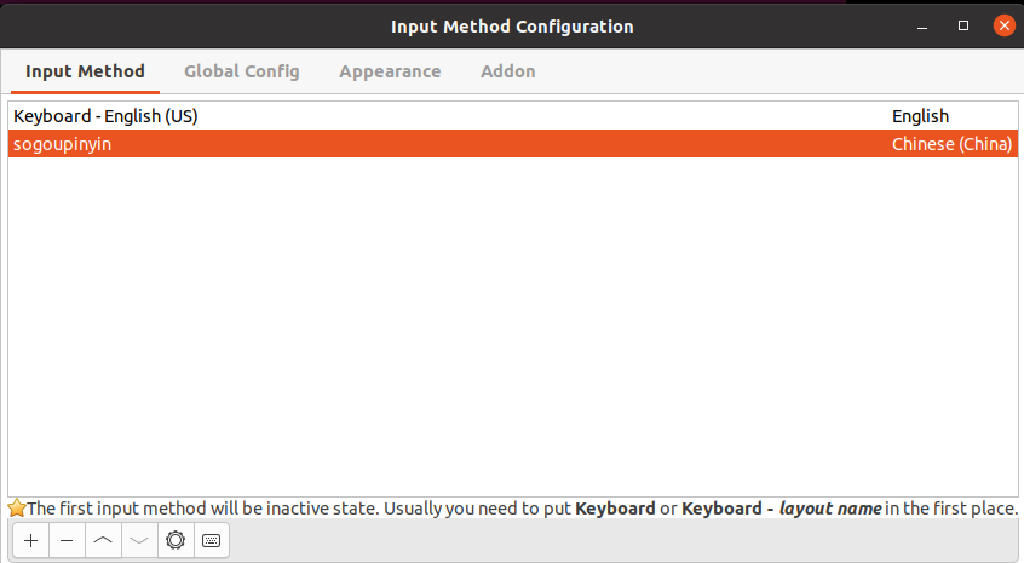 Input Method Configuration
Input Method Global Config Appearance Addon
Keyboard - English (US) English
sogoupinyin Chinese (China)
The first input method will be inactive state. Usually you need to put Keyboard or Keyboard - layout name in the first place.